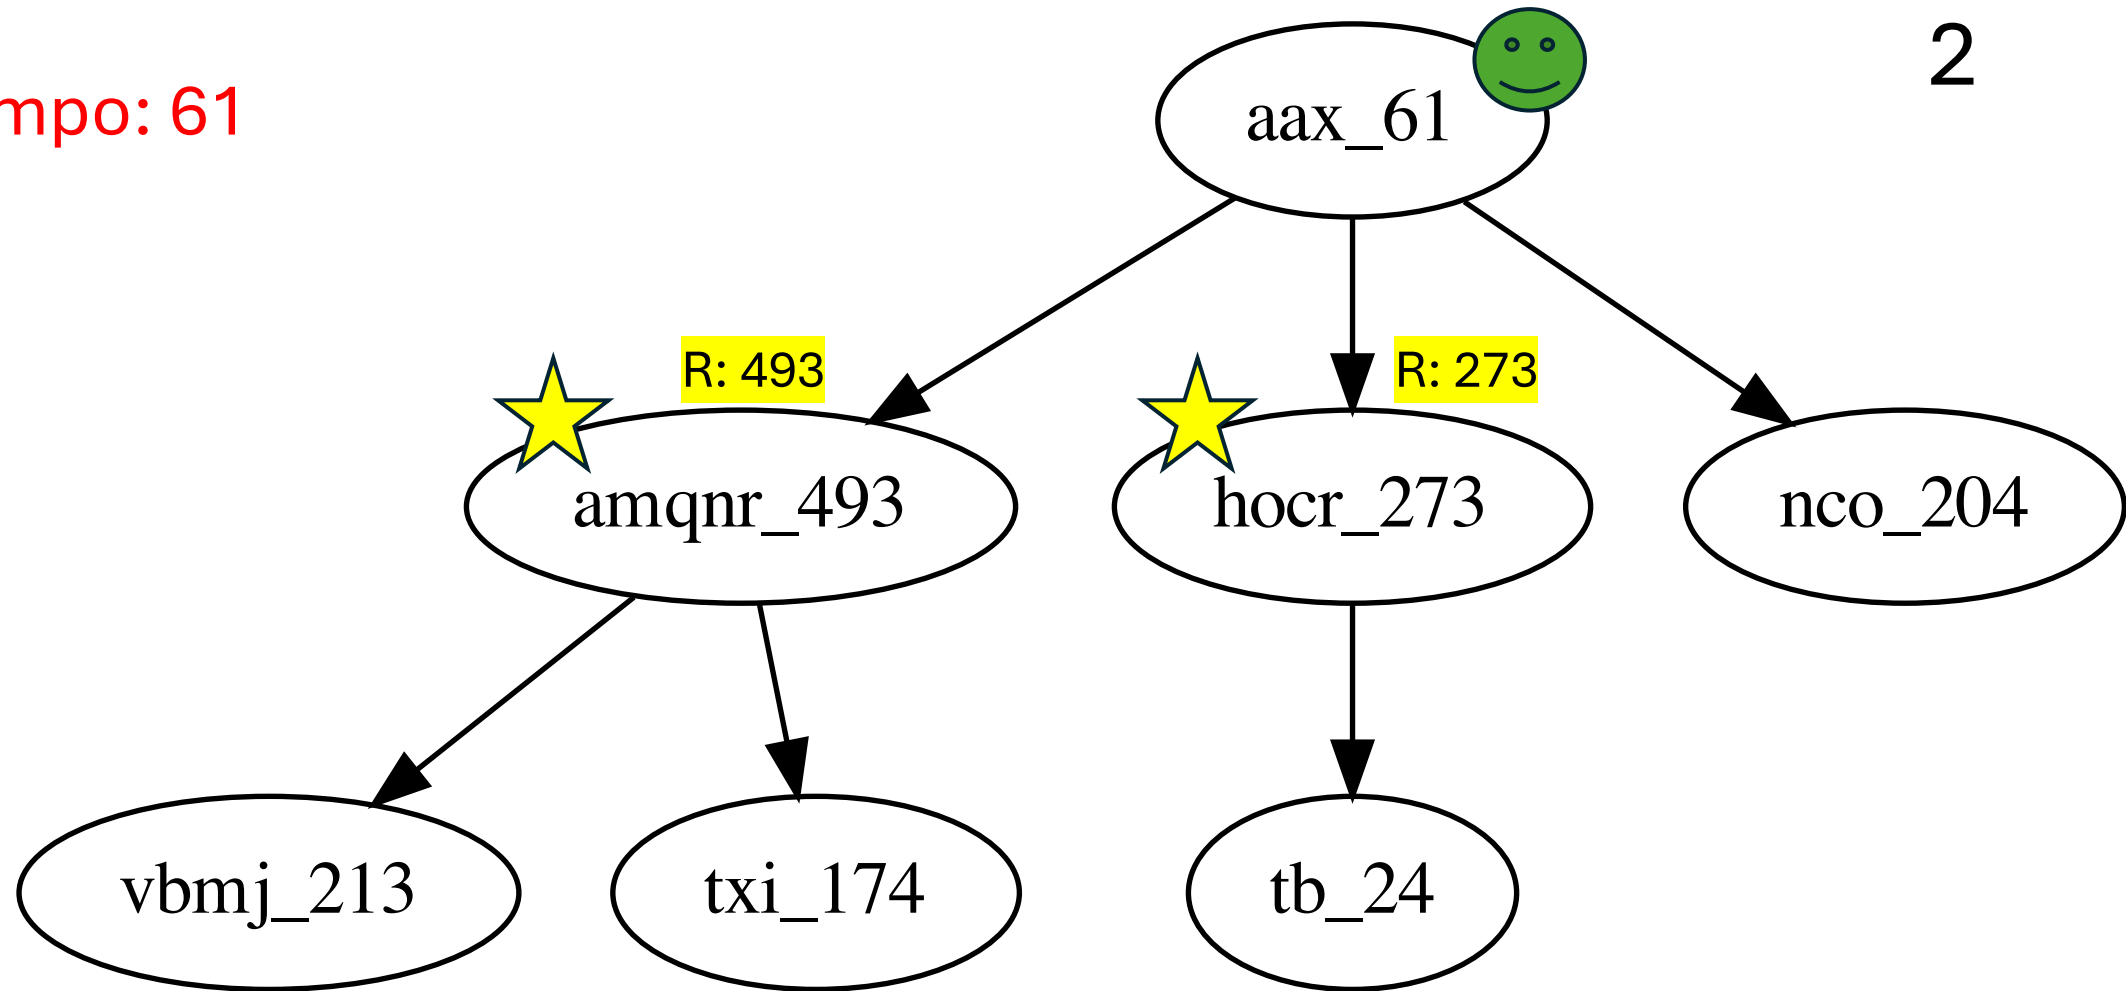 2
mpo: 61
aax_61
R: 493
R: 273
amqnr_493
hocr_273
nco_204
vbmj_213
txi_174
tb_24